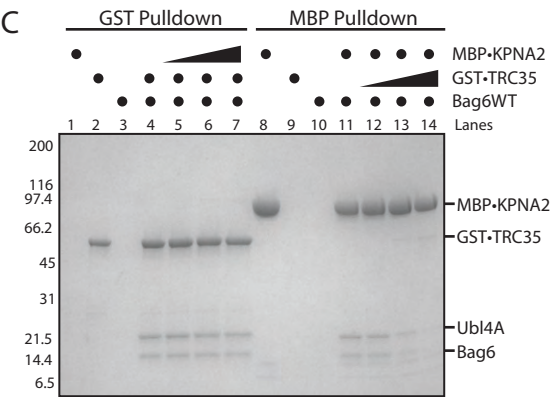 C
GST Pulldown MBP Pulldown
MBP•KPNA2
GST•TRC35
Bag6WT
1 2 3 4 5 6 7 8 9 10 11 12 13 14 Lanes
200
116
97.4
MBP•KPNA2
66.2
GST•TRC35
45
31
Ubl4A
21.5
Bag6
14.4
6.5